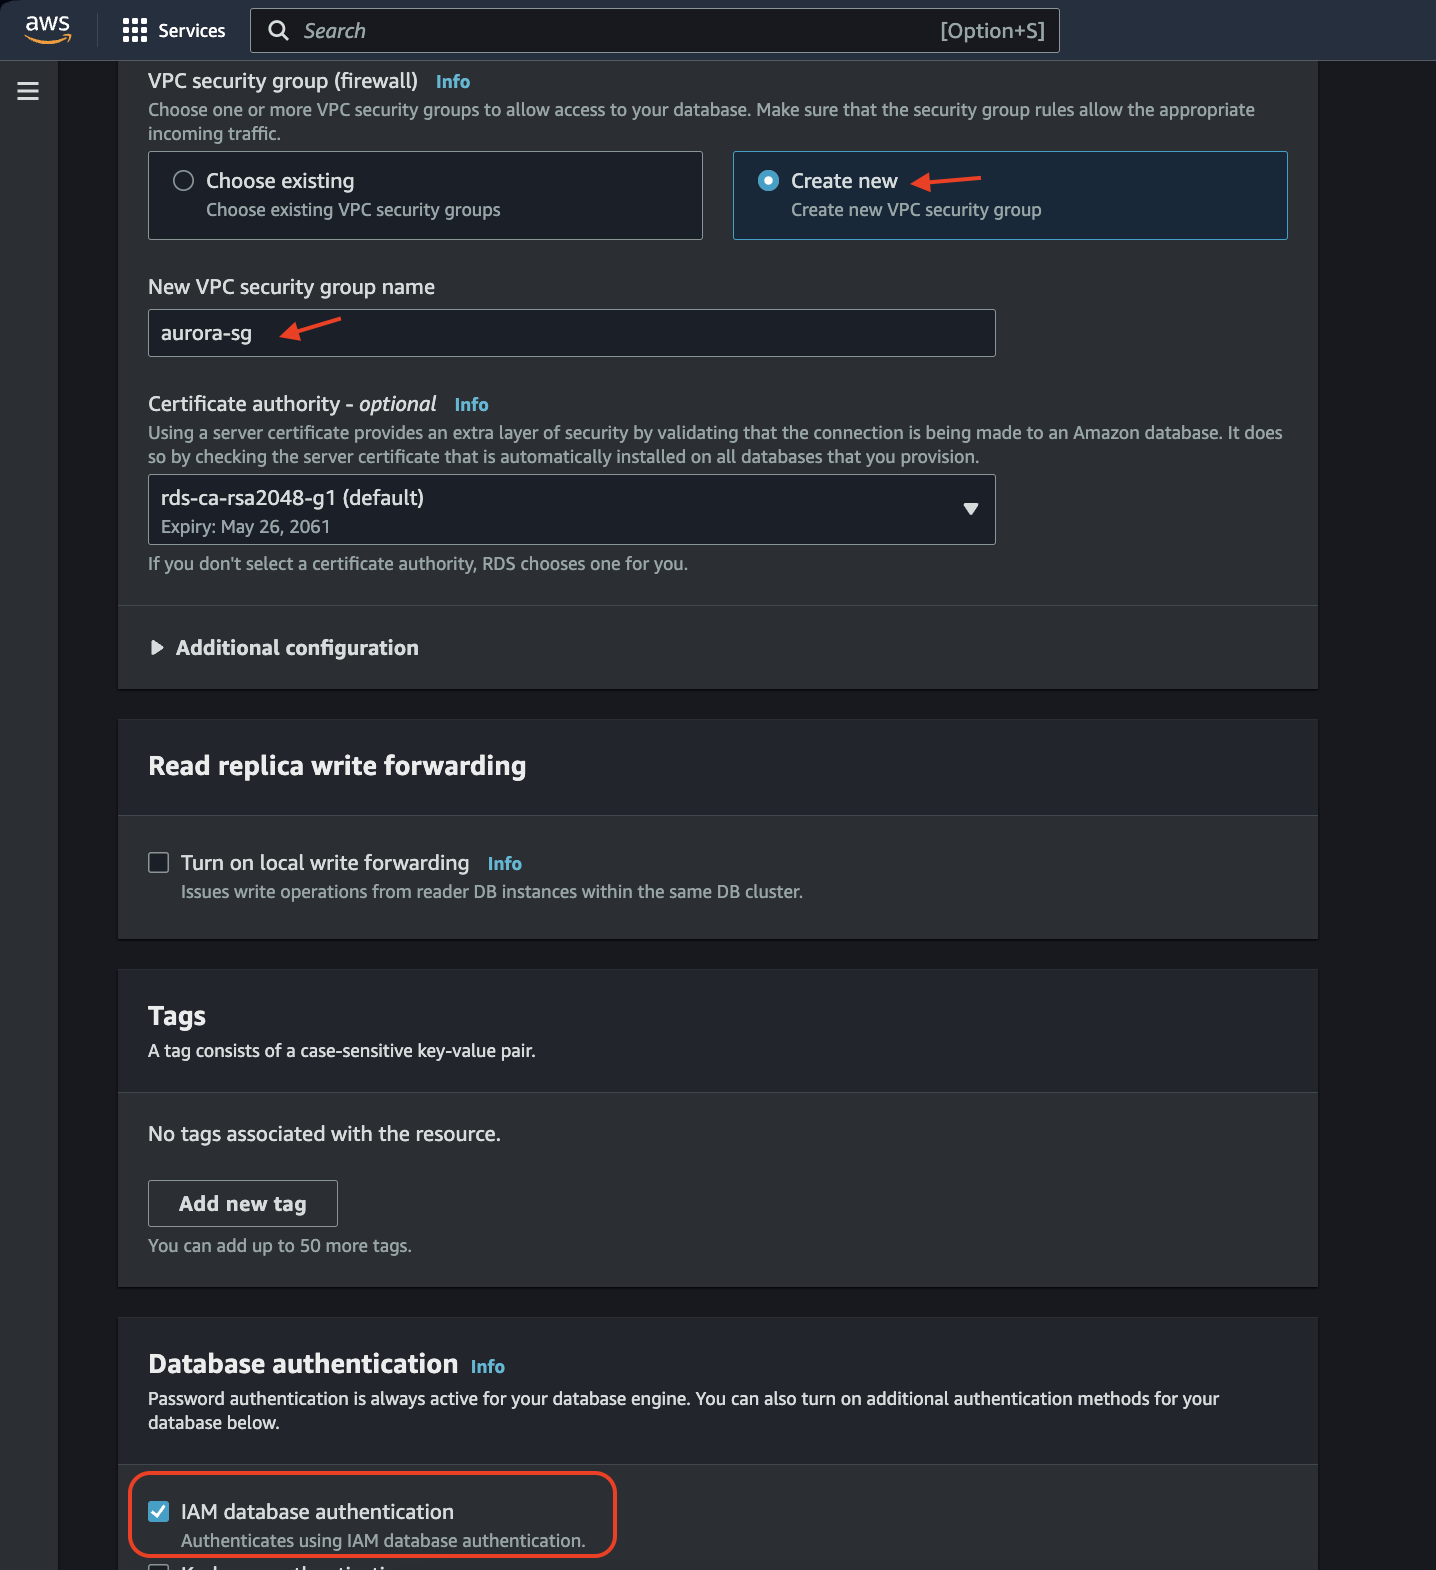 aws
Services
Search
[Option+S]
VPC security group (firewall) Info
Choose one or more VPC security groups to allow access to your database. Make sure that the security group rules allow the appropriate
incoming traffic.
Choose existing
Choose existing VPC security groups
Create new
Create new VPC security group
New VPC security group name
aurora-sg
Certificate authority - optional Info
Using a server certificate provides an extra layer of security by validating that the connection is being made to an Amazon database. It does
so by checking the server certificate that is automatically installed on all databases that you provision.
rds-ca-rsa2048-g1 (default)
Expiry: May 26, 2061
If you don't select a certificate authority, RDS chooses one for you.
Additional configuration
Read replica write forwarding
Turn on local write forwarding Info
Issues write operations from reader DB instances within the same DB cluster.
Tags
A tag consists of a case-sensitive key-value pair.
No tags associated with the resource.
Add new tag
You can add up to 50 more tags.
Database authentication Info
Password authentication is always active for your database engine. You can also turn on additional authentication methods for your
database below.
IAM database authentication
Authenticates using IAM database authentication.